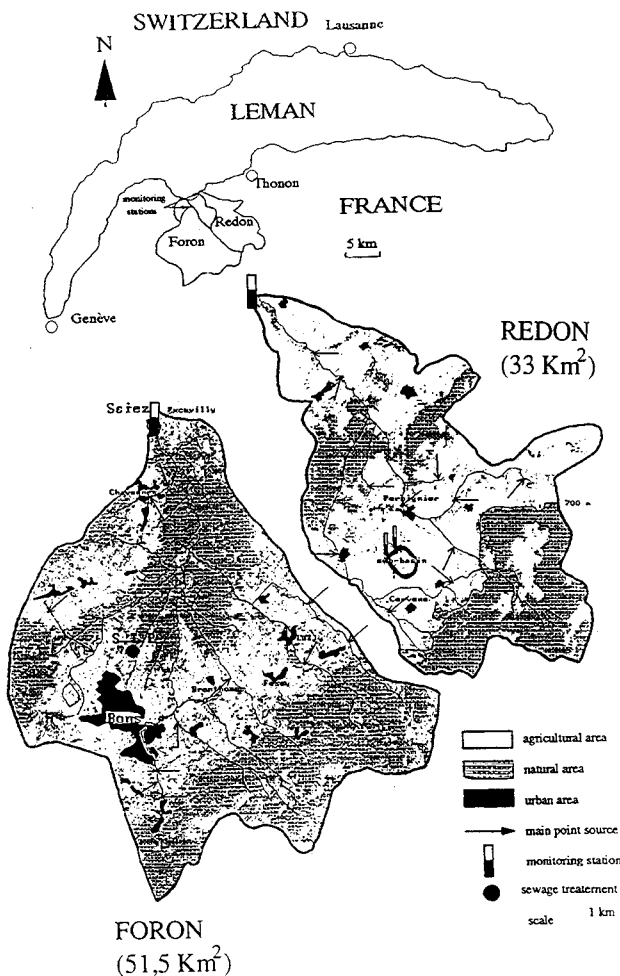 SWITZERLAND
Lausanne
N
LEMAN
Thonon
monitoring
stations
Redon
FRANCE
Foron
5 km
Genève
REDON
(33 Km²)
Excevilly
700 m
Bons
agricultural area
natural area
urban area
main point source
monitoring station
sewage treatement
scale 1 km
FORON
(51,5 Km²)